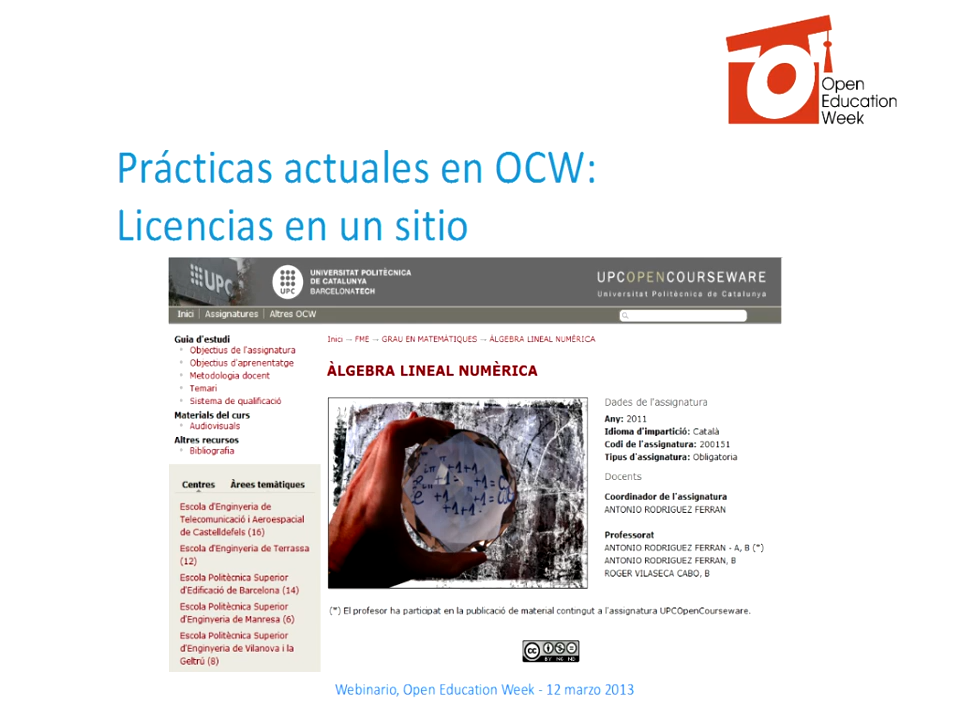 Open
Education
Week
Prácticas actuales en OCW:
Licencias en un sitio
UPC
UPC
UNIVERSITAT POLITÈCNICA
DE CATALUNYA
BARCELONATECH
UPCOPENCOURSEWARE
Universitat Politècnica de Catalunya
Inici | Assignatures | Altres OCW
Guia d'estudi
Objectius de l'assignatura
Objectius d'aprenentatge
Metodologia docent
Temari
Sistema de qualificació
Materials del curs
Audiovisuals
Altres recursos
Bibliografia
Centres Àrees temàtiques
Escola d'Enginyeria de
Telecomunicació i Aeroespacial
de Castelldefels (16)
Escola d'Enginyeria de Terrassa
(12)
Escola Politècnica Superior
d'Edificació de Barcelona (14)
Escola Politècnica Superior
d'Enginyeria de Manresa (6)
Escola Politècnica Superior
d'Enginyeria de Vilanova i la
Geltrú (8)
Inici → FME → GRAU EN MATEMÀTIQUES → ÀLGEBRA LINEAL NUMÈRICA
ÀLGEBRA LINEAL NUMÈRICA
Dades de l'assignatura
Any: 2011
Idioma d'impartició: Català
Codi de l'assignatura: 200151
Tipus d'assignatura: Obligatoria
Docents
Coordinador de l'assignatura
ANTONIO RODRIGUEZ FERRAN
Professorat
ANTONIO RODRIGUEZ FERRAN - A, B (*)
ANTONIO RODRIGUEZ FERRAN, B
ROGER VILASECA CABO, B
(*) El profesor ha participat en la publicació de material contingut a l'assignatura UPCOpenCourseware.
cc
BY NC ND
Webinario, Open Education Week - 12 marzo 2013